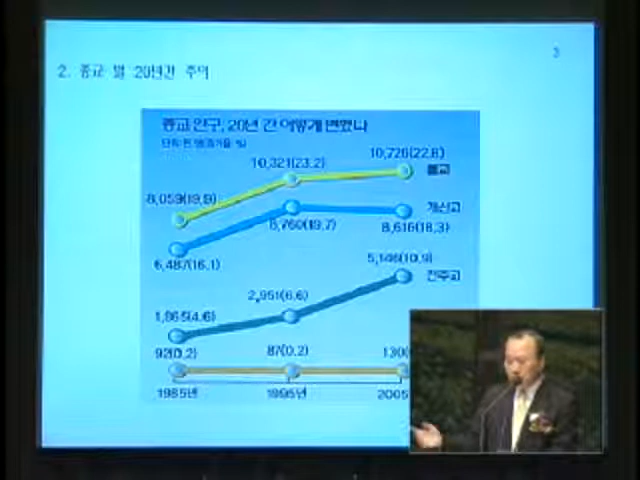 3
2. 종교 별 20년간 추이
종교 인구, 20년 간 어떻게 변했나
10,726(22.8)
10,321(23.2)
불교
8,059(19.9)
개신교
8,760(19.7)
8,616(18.3)
6,487(16.1)
5,146(10.9)
천주교
2,951(6.6)
1,865(4.6)
92(0.2)
87(0.2)
130(
1985년
1995년
2005